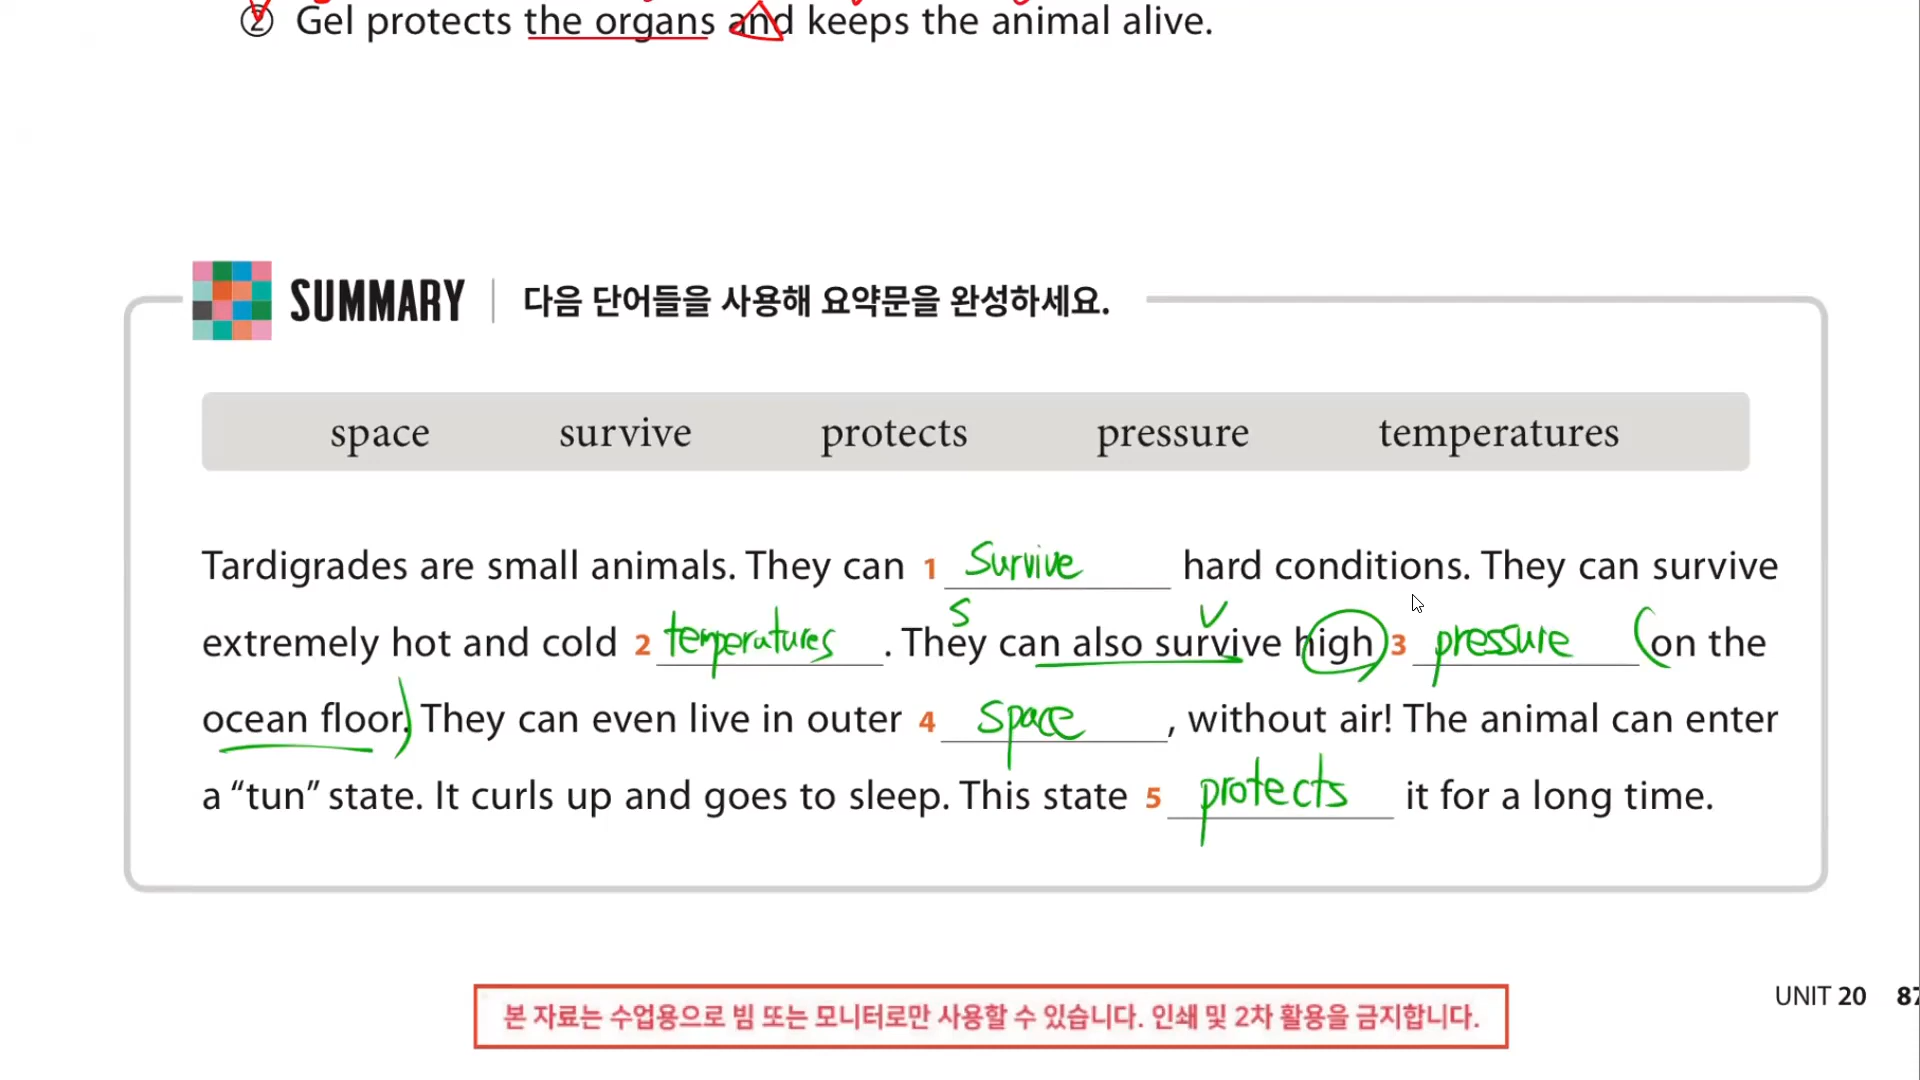 ② Gel protects the organs and keeps the animal alive.
SUMMARY | 다음 단어들을 사용해 요약문을 완성하세요.
space survive protects pressure temperatures
Tardigrades are small animals. They can 1 Survive hard conditions. They can survive
S V
extremely hot and cold 2 temperatures. They can also survive high 3 pressure (on the
ocean floor.) They can even live in outer 4 space, without air! The animal can enter
a “tun” state. It curls up and goes to sleep. This state 5 protects it for a long time.
UNIT 20 87
본 자료는 수업용으로 빔 또는 모니터로만 사용할 수 있습니다. 인쇄 및 2차 활용을 금지합니다.